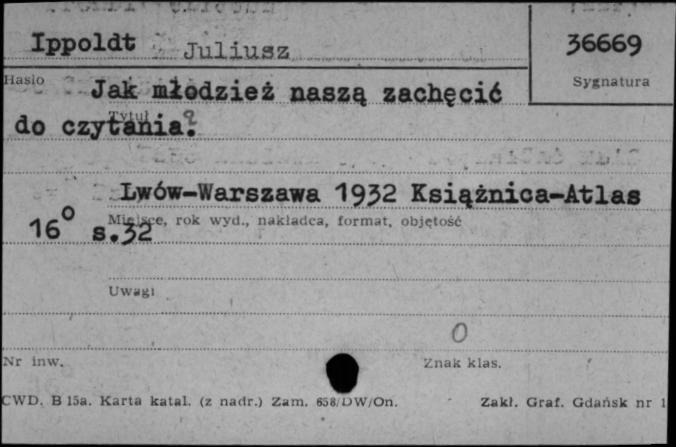 Ippoldt Juliusz
36669
Hasło
Sygnatura
Jak młodzież naszą zachęcić
Tytuł
do czytania?
Lwów-Warszawa 1932 Książnica-Atlas
Miejsce, rok wyd., nakładca, format, objętość
16° s.32
Uwagi
0
Nr inw.
Znak klas.
CWD. B 15a. Karta katal. (z nadr.) Zam. 658/DW/On.
Zakł. Graf. Gdańsk nr 1